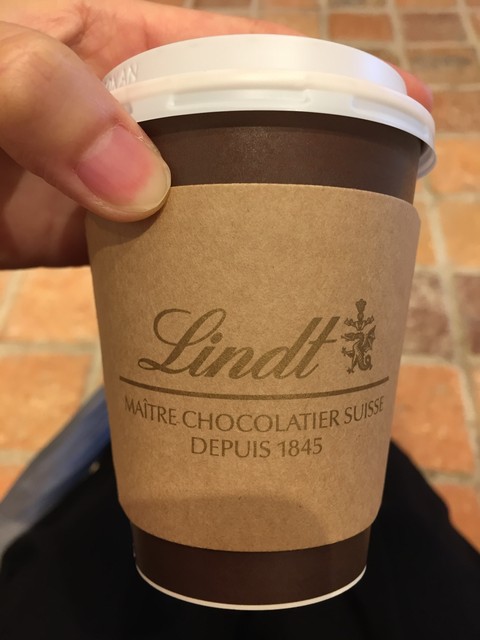 Lindt
MAÎTRE CHOCOLATIER SUISSE
DEPUIS 1845